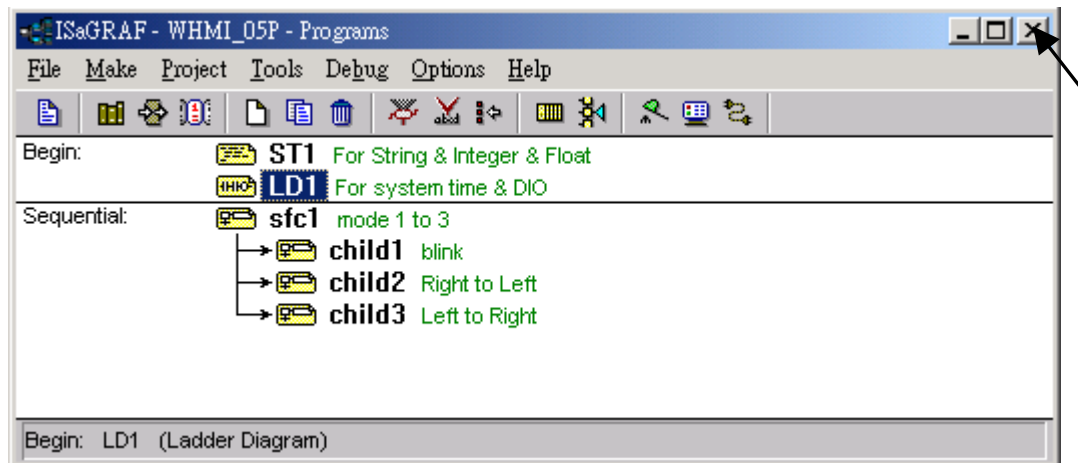 ISaGRAF - WHMI_05P - Programs
File Make Project Tools Debug Options Help
Begin: ST1 For String & Integer & Float
LD1 For system time & DIO
Sequential: sfc1 mode 1 to 3
child1 blink
child2 Right to Left
child3 Left to Right
Begin: LD1 (Ladder Diagram)